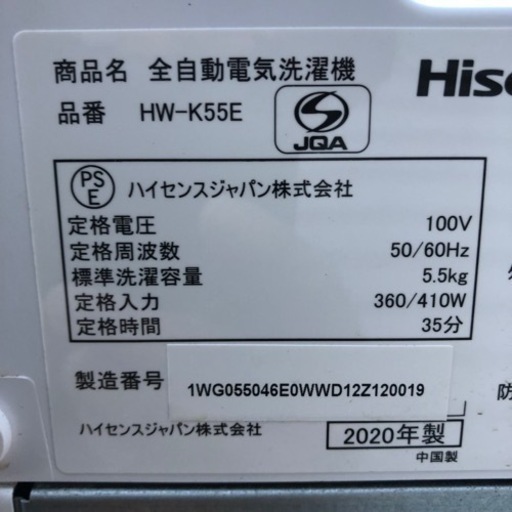 商品名 全自動電気洗濯機
品番 HW-K55E
JQA
PS
E
ハイセンスジャパン株式会社
定格電圧 100V
定格周波数 50/60Hz
標準洗濯容量 5.5kg
定格入力 360/410W
定格時間 35分
製造番号 1WG055046E0WWD12Z120019
ハイセンスジャパン株式会社 2020年製
中国製
防